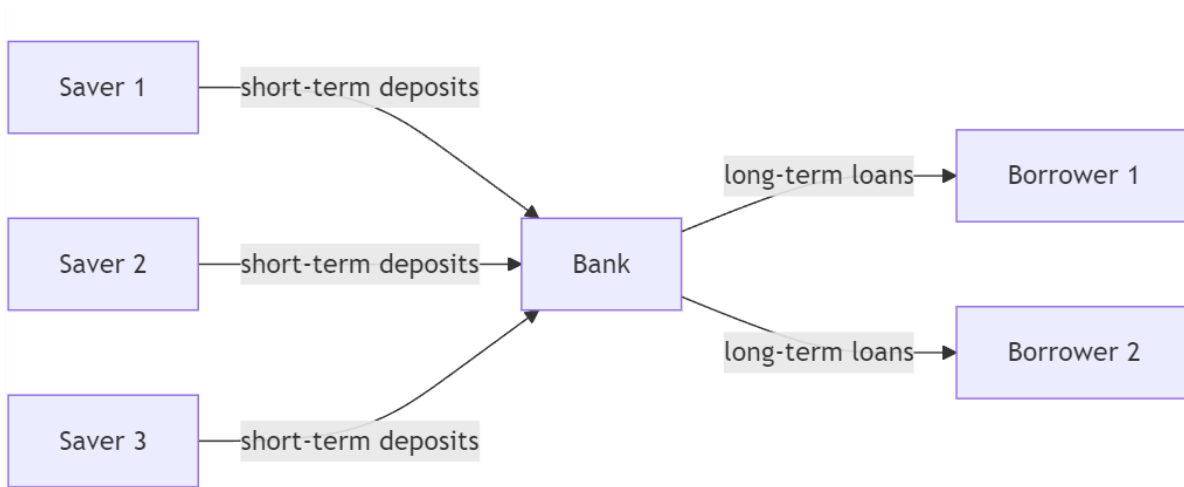 Saver 1
short-term deposits
Saver 2
short-term deposits
Saver 3
short-term deposits
Bank
long-term loans
Borrower 1
long-term loans
Borrower 2